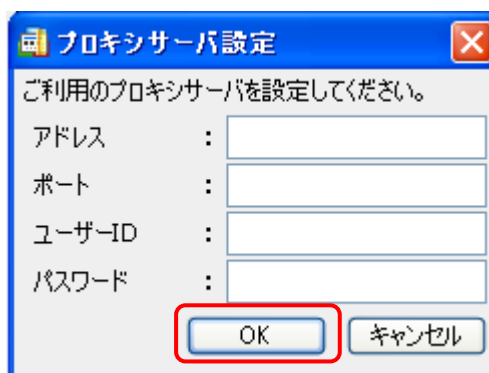 プロキシサーバ設定
ご利用のプロキシサーバを設定してください。
アドレス :
ポート :
ユーザーID :
パスワード :
OK キャンセル